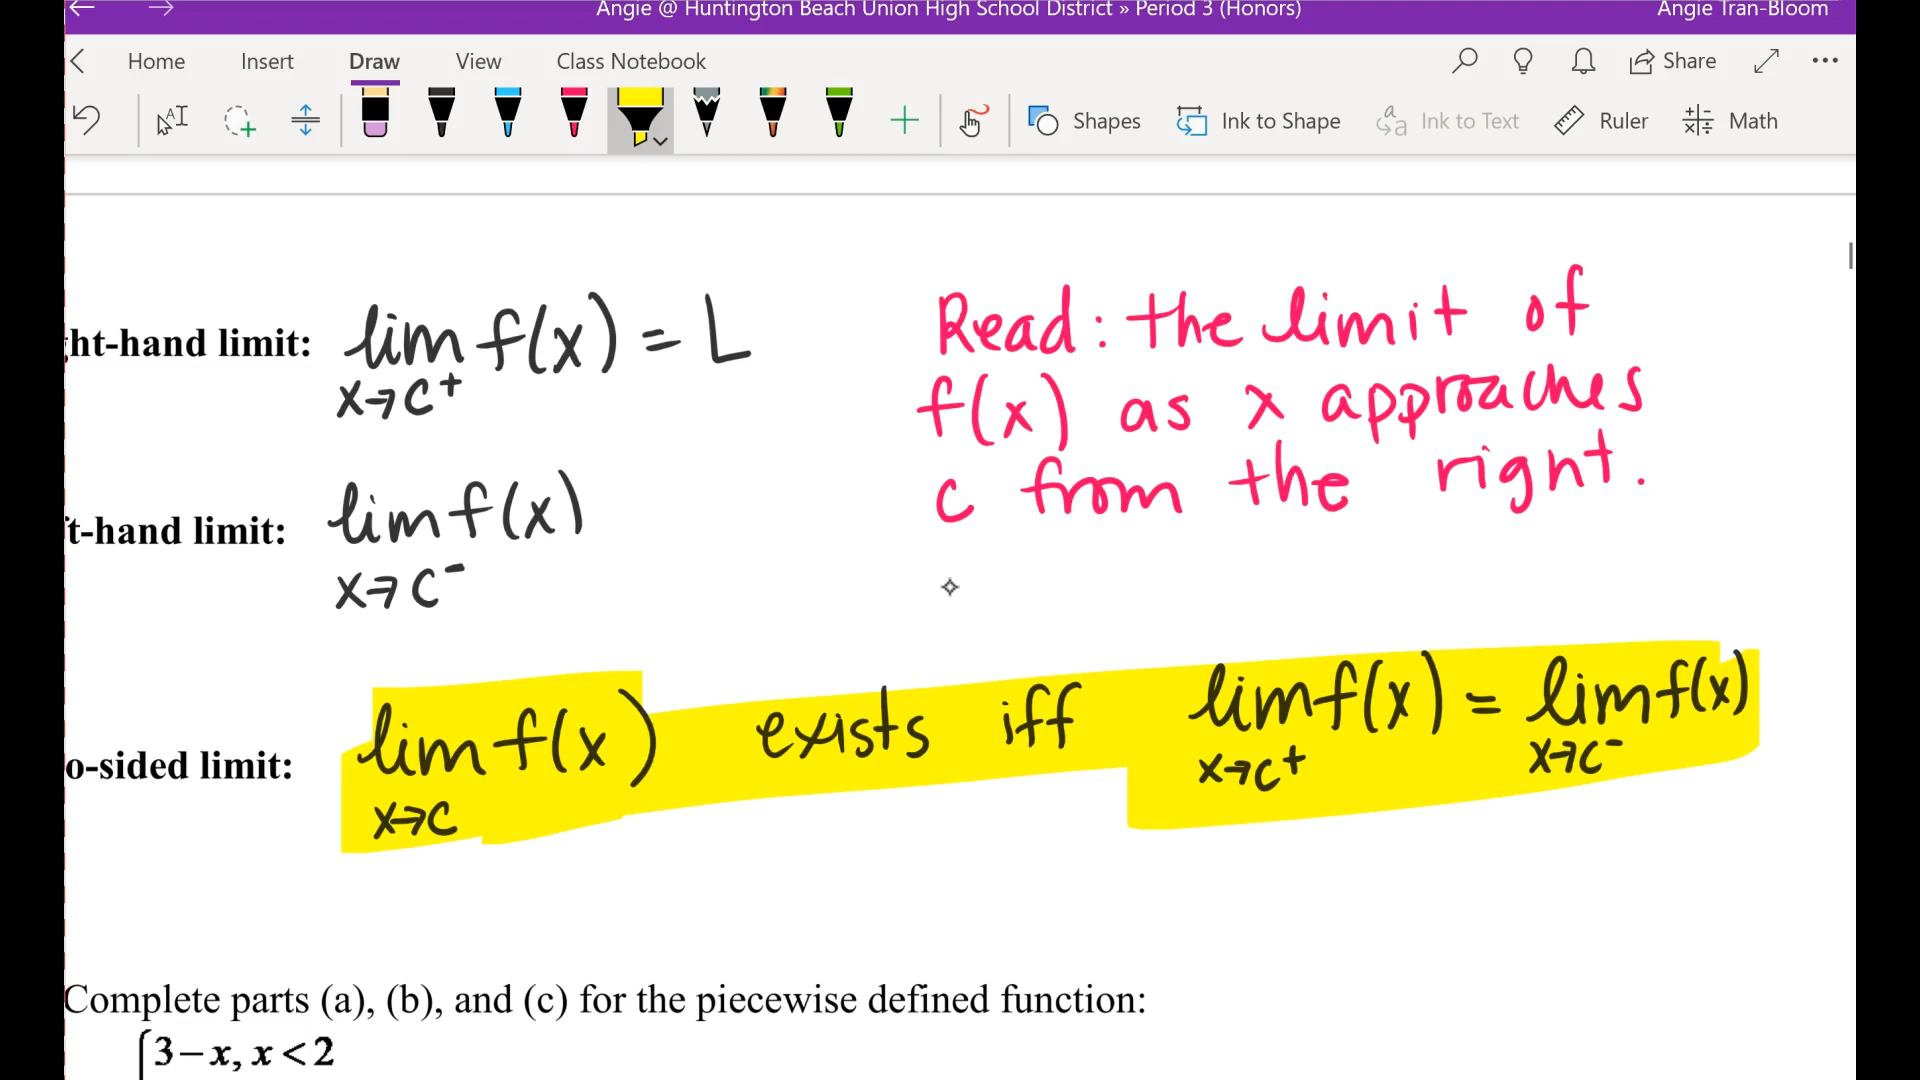 Angie @ Huntington Beach Union High School District » Period 3 (Honors) Angie Tran-Bloom
Home Insert Draw View Class Notebook Share
Shapes Ink to Shape Ink to Text Ruler Math
ht-hand limit: lim f(x) = L
x→c⁺
Read: the limit of
f(x) as x approaches
c from the right.
t-hand limit: lim f(x)
x→c⁻
o-sided limit: lim f(x) exists iff lim f(x) = lim f(x)
x→c x→c⁺ x→c⁻
Complete parts (a), (b), and (c) for the piecewise defined function:
3 – x, x < 2